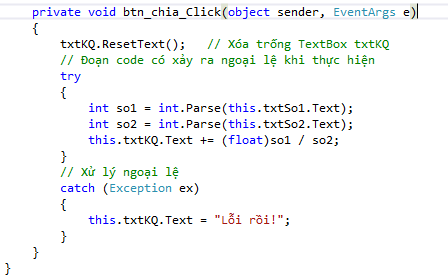 private void btn_chia_Click(object sender, EventArgs e)
{
txtKQ.ResetText();   // Xóa trống TextBox txtKQ
// Đoạn code có xảy ra ngoại lệ khi thực hiện
try
{
int so1 = int.Parse(this.txtSo1.Text);
int so2 = int.Parse(this.txtSo2.Text);
this.txtKQ.Text += (float)so1 / so2;
}
// Xử lý ngoại lệ
catch (Exception ex)
{
this.txtKQ.Text = "Lỗi rồi!";
}
}
}